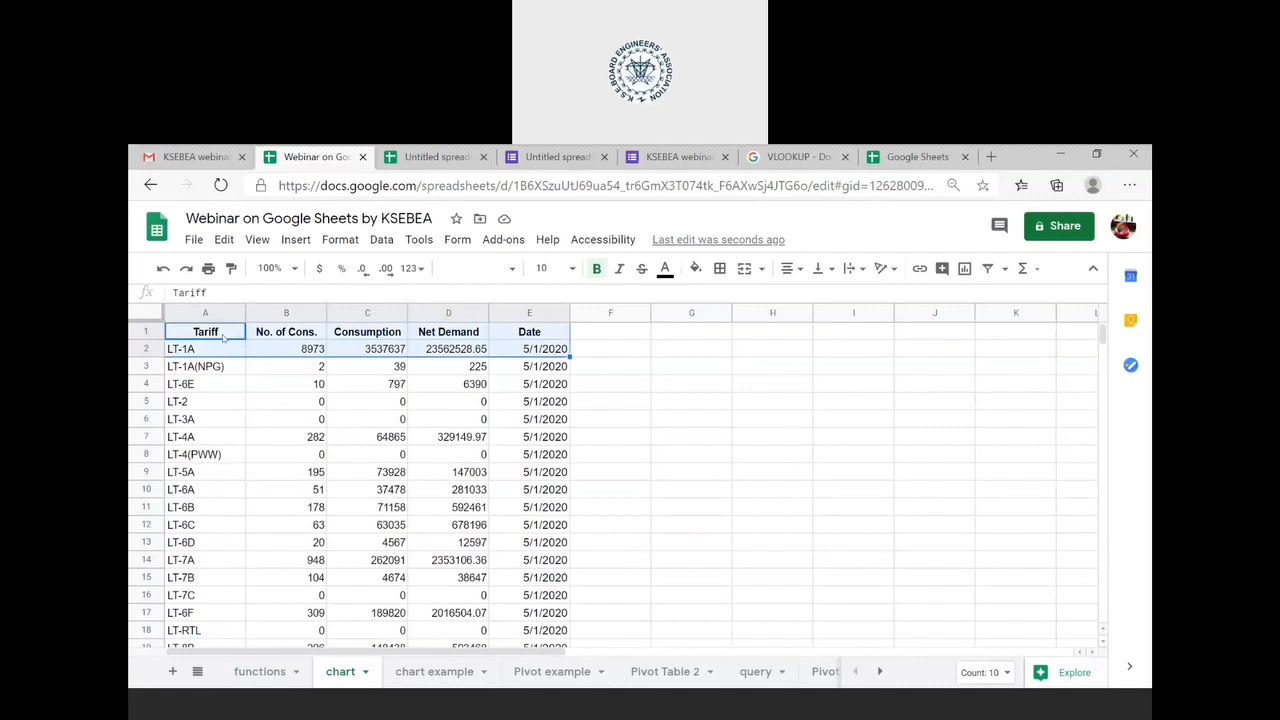 K.S.E.BOARD ENGINEERS' ASSOCIATION
KSEBEA webina
Webinar on Goo
Untitled spread
Untitled spread
KSEBEA webina
VLOOKUP - Do
Google Sheets
https://docs.google.com/spreadsheets/d/1B6XSzuUtJ69ua54_tr6GmX3T074tk_F6AXwSj4JTG6o/edit#gid=12628009...
Webinar on Google Sheets by KSEBEA
Share
File Edit View Insert Format Data Tools Form Add-ons Help Accessibility Last edit was seconds ago
100% $ % .0 .00 123 10 B I S A Σ
fx Tariff
A B C D E F G H I J K L
1 Tariff No. of Cons. Consumption Net Demand Date
2 LT-1A 8973 3537637 23562528.65 5/1/2020
3 LT-1A(NPG) 2 39 225 5/1/2020
4 LT-6E 10 797 6390 5/1/2020
5 LT-2 0 0 0 5/1/2020
6 LT-3A 0 0 0 5/1/2020
7 LT-4A 282 64865 329149.97 5/1/2020
8 LT-4(PWW) 0 0 0 5/1/2020
9 LT-5A 195 73928 147003 5/1/2020
10 LT-6A 51 37478 281033 5/1/2020
11 LT-6B 178 71158 592461 5/1/2020
12 LT-6C 63 63035 678196 5/1/2020
13 LT-6D 20 4567 12597 5/1/2020
14 LT-7A 948 262091 2353106.36 5/1/2020
15 LT-7B 104 4674 38647 5/1/2020
16 LT-7C 0 0 0 5/1/2020
17 LT-6F 309 189820 2016504.07 5/1/2020
18 LT-RTL 0 0 0 5/1/2020
functions chart chart example Pivot example Pivot Table 2 query Pivot
Count: 10
Explore